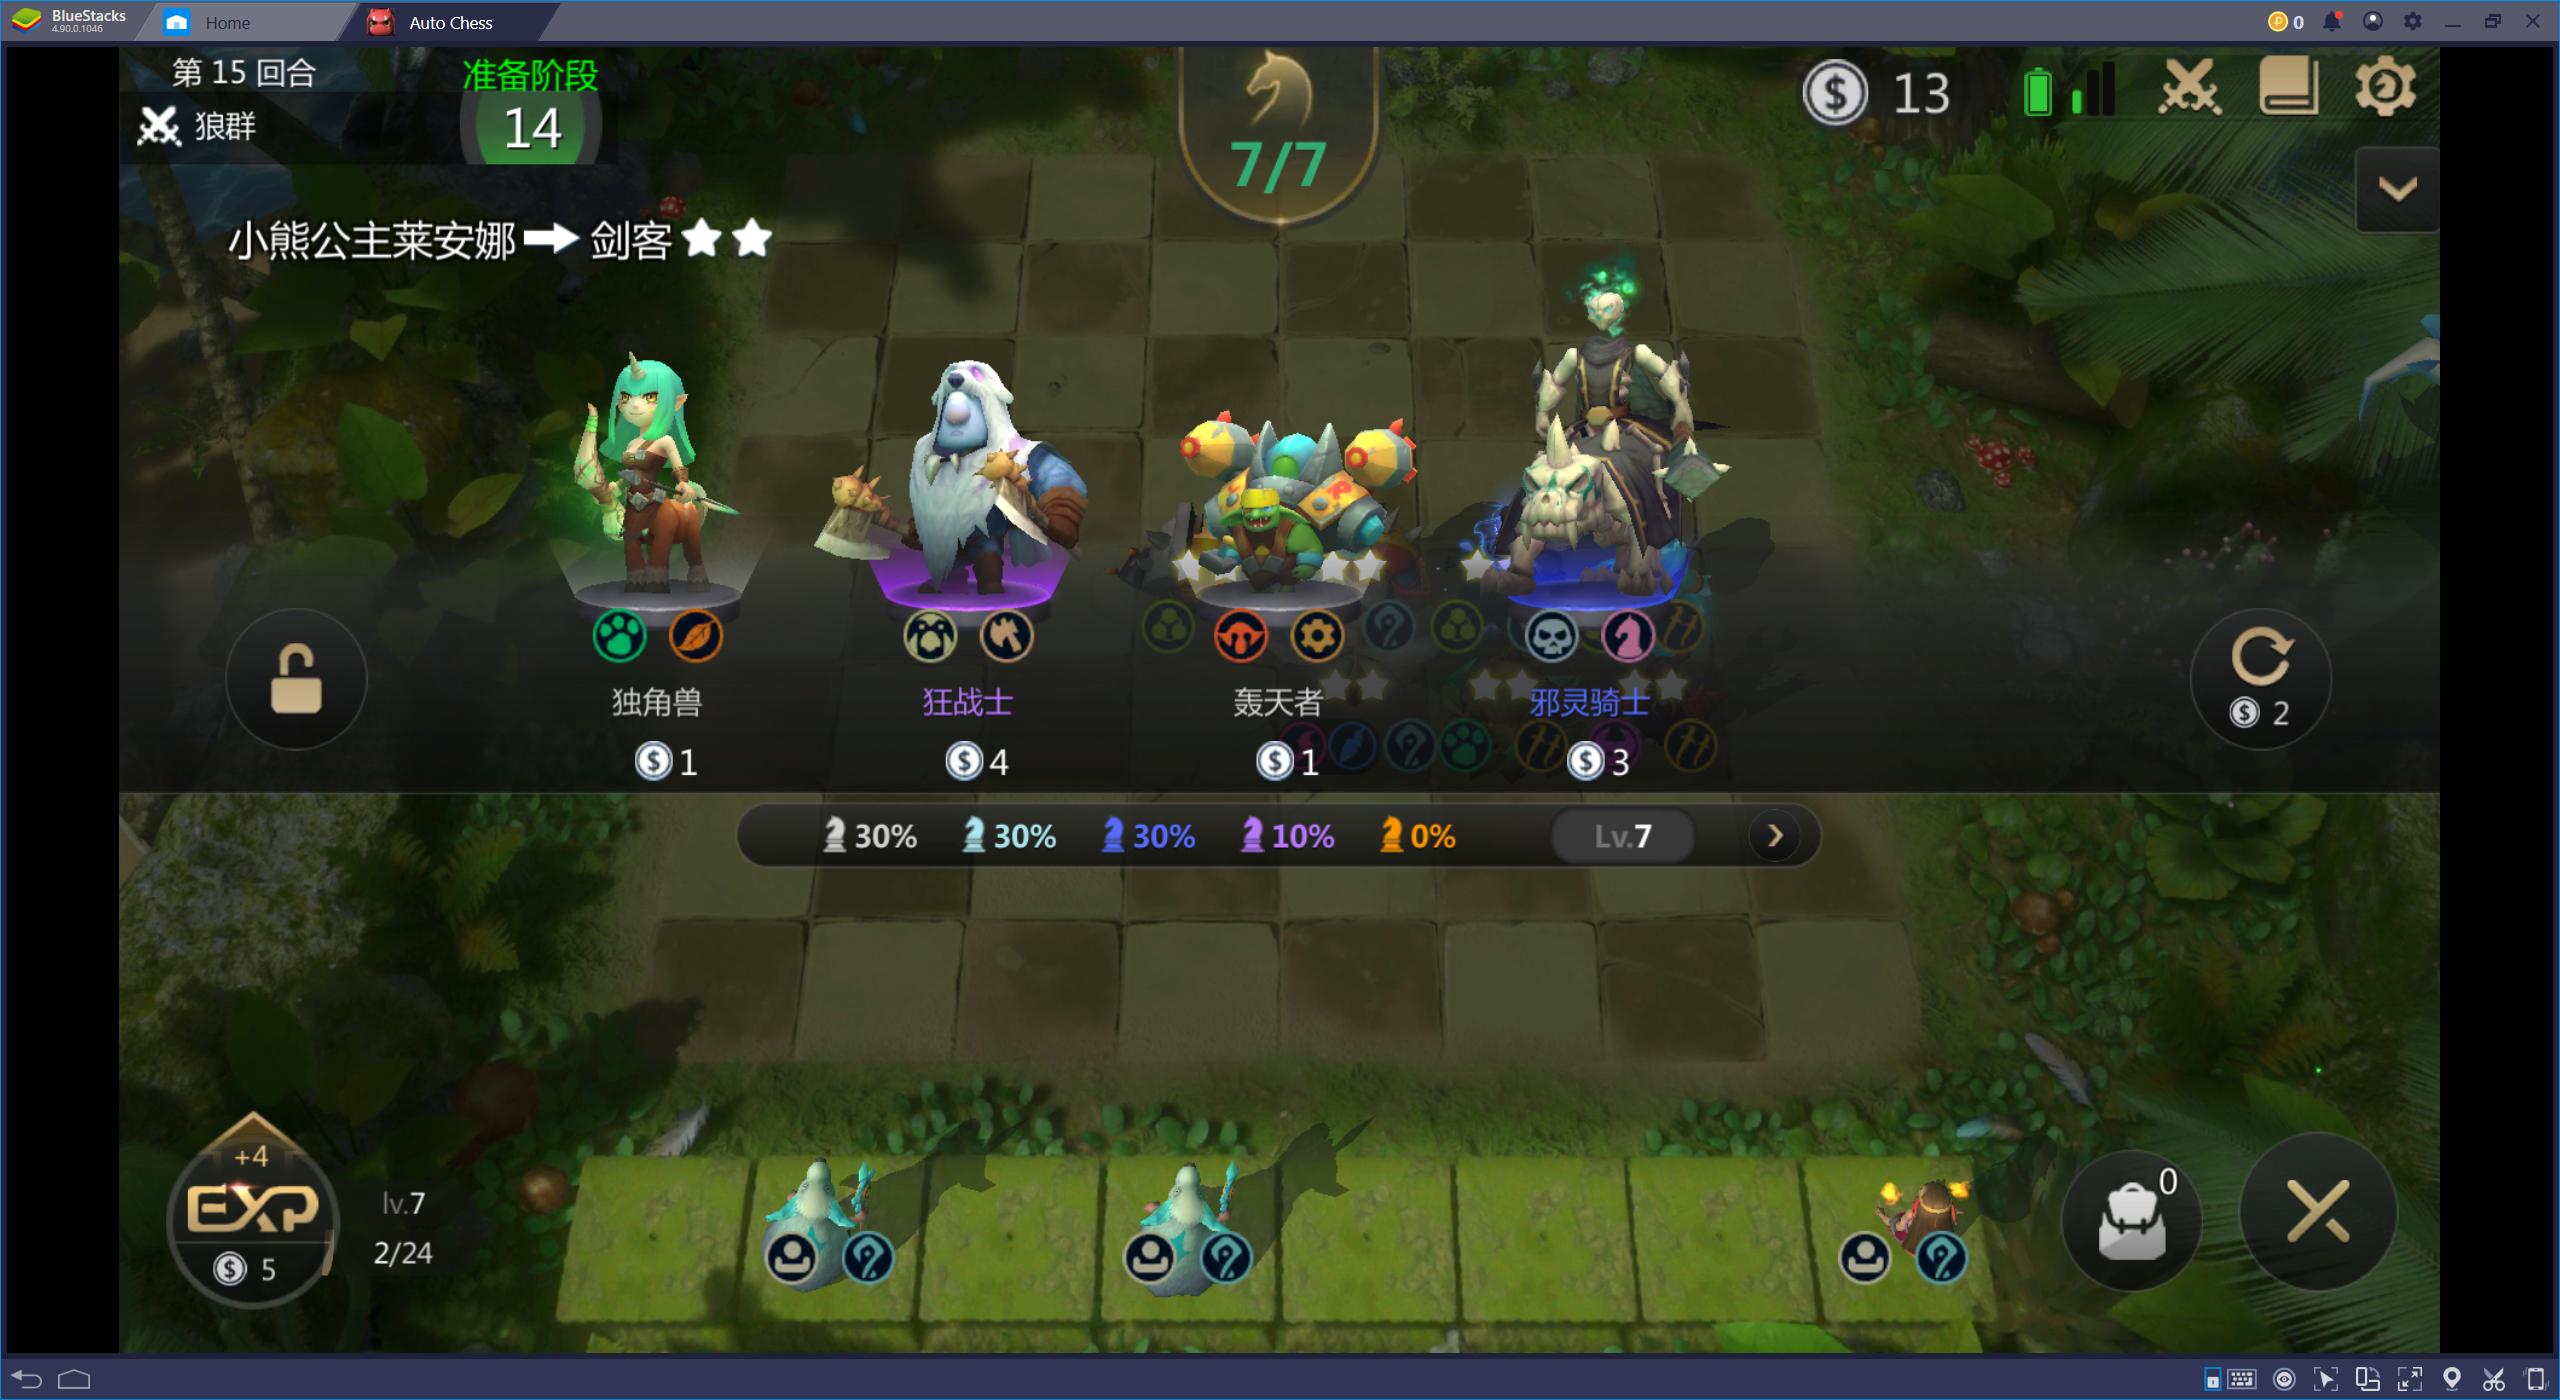 BlueStacks
4.90.0.1046
Home
Auto Chess
0
第 15 回合
准备阶段
14
狼群
7/7
13
小熊公主莱安娜
剑客
独角兽
狂战士
轰天者
邪灵骑士
1
4
1
3
2
30%
30%
30%
10%
0%
Lv.7
+4
EXP
5
lv.7
2/24
0